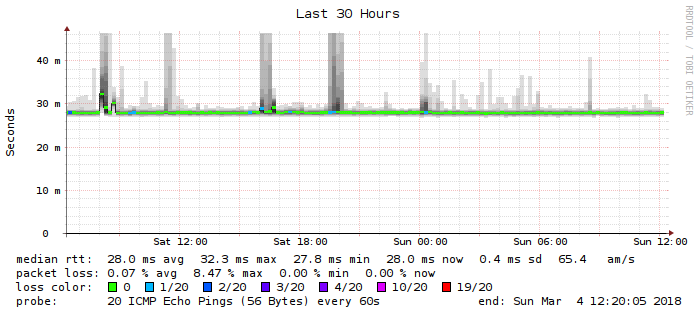 Last 30 Hours
RRDTOOL / TOBI OETIKER
Seconds
40 m
30 m
20 m
10 m
0
Sat 12:00 Sat 18:00 Sun 00:00 Sun 06:00 Sun 12:00
median rtt: 28.0 ms avg 32.3 ms max 27.8 ms min 28.0 ms now 0.4 ms sd 65.4 am/s
packet loss: 0.07 % avg 8.47 % max 0.00 % min 0.00 % now
loss color: 0 1/20 2/20 3/20 4/20 10/20 19/20
probe: 20 ICMP Echo Pings (56 Bytes) every 60s end: Sun Mar 4 12:20:05 2018